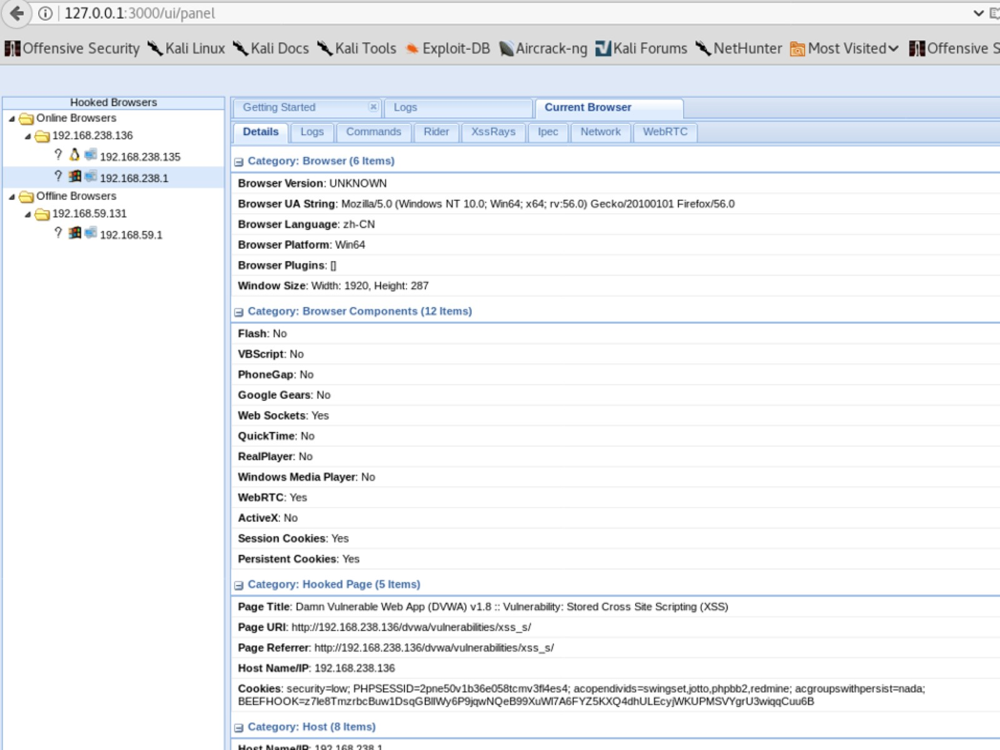 127.0.0.1:3000/ui/panel
Offensive Security Kali Linux Kali Docs Kali Tools Exploit-DB Aircrack-ng Kali Forums NetHunter Most Visited Offensive S
Hooked Browsers
Online Browsers
192.168.238.136
? 192.168.238.135
? 192.168.238.1
Offline Browsers
192.168.59.131
? 192.168.59.1
Getting Started Logs Current Browser
Details Logs Commands Rider XssRays Ipec Network WebRTC
Category: Browser (6 Items)
Browser Version: UNKNOWN
Browser UA String: Mozilla/5.0 (Windows NT 10.0; Win64; x64; rv:56.0) Gecko/20100101 Firefox/56.0
Browser Language: zh-CN
Browser Platform: Win64
Browser Plugins: []
Window Size: Width: 1920, Height: 287
Category: Browser Components (12 Items)
Flash: No
VBScript: No
PhoneGap: No
Google Gears: No
Web Sockets: Yes
QuickTime: No
RealPlayer: No
Windows Media Player: No
WebRTC: Yes
ActiveX: No
Session Cookies: Yes
Persistent Cookies: Yes
Category: Hooked Page (5 Items)
Page Title: Damn Vulnerable Web App (DVWA) v1.8 :: Vulnerability: Stored Cross Site Scripting (XSS)
Page URI: http://192.168.238.136/dvwa/vulnerabilities/xss_s/
Page Referrer: http://192.168.238.136/dvwa/vulnerabilities/xss_s/
Host Name/IP: 192.168.238.136
Cookies: security=low; PHPSESSID=2pne50v1b36e058tcmv3fl4es4; acopendivids=swingset,jotto,phpbb2,redmine; acgroupswithpersist=nada;
BEEFHOOK=z7le8TmzrbcBuw1DsqGBllWy6P9jqwNQeB99XuWl7A6FYZ5KXQ4dhULEcyjWKUPMSVYgrU3wiqqCuu6B
Category: Host (8 Items)
Host Name/IP: 192.168.238.1